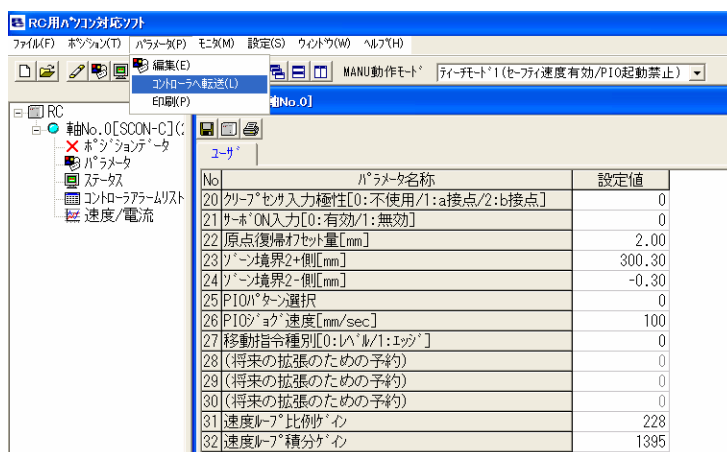 RC用ﾊﾟｿｺﾝ対応ｿﾌﾄ
ﾌｧｲﾙ(F) ﾎﾟｼﾞｼｮﾝ(T) ﾊﾟﾗﾒｰﾀ(P) ﾓﾆﾀ(M) 設定(S) ｳｨﾝﾄﾞｳ(W) ﾍﾙﾌﾟ(H)
編集(E)
ｺﾝﾄﾛｰﾗへ転送(L)
印刷(P)
MANU動作ﾓｰﾄﾞ ﾃｨｰﾁﾓｰﾄﾞ1(ｾｰﾌﾃｨ速度有効/PIO起動禁止)
軸No.0]
RC
軸No.0[SCON-C](
ﾎﾟｼﾞｼｮﾝﾃﾞｰﾀ
ﾊﾟﾗﾒｰﾀ
ｽﾃｰﾀｽ
ｺﾝﾄﾛｰﾗｱﾗｰﾑﾘｽﾄ
速度/電流
ﾕｰｻﾞ
No ﾊﾟﾗﾒｰﾀ名称 設定値
20 ｸﾘｰﾌﾟｾﾝｻ入力極性[0:不使用/1:a接点/2:b接点] 0
21 ｻｰﾎﾞON入力[0:有効/1:無効] 0
22 原点復帰ｵﾌｾｯﾄ量[mm] 2.00
23 ｿﾞｰﾝ境界2+側[mm] 300.30
24 ｿﾞｰﾝ境界2-側[mm] -0.30
25 PIOﾊﾟﾀｰﾝ選択 0
26 PIOｼﾞｮｸﾞ速度[mm/sec] 100
27 移動指令種別[0:ﾚﾍﾞﾙ/1:ｴｯｼﾞ] 0
28 (将来の拡張のための予約) 0
29 (将来の拡張のための予約) 0
30 (将来の拡張のための予約) 0
31 速度ﾙｰﾌﾟ比例ｹﾞｲﾝ 228
32 速度ﾙｰﾌﾟ積分ｹﾞｲﾝ 1395